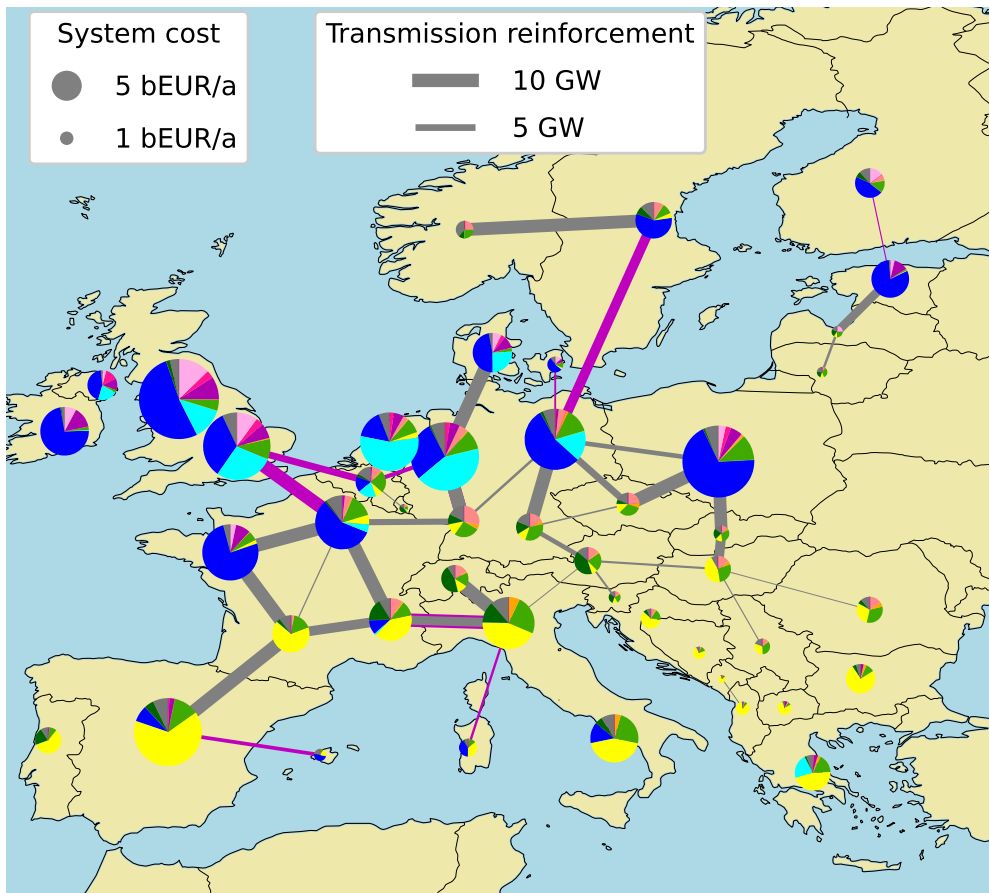 System cost
5 bEUR/a
1 bEUR/a
Transmission reinforcement
10 GW
5 GW